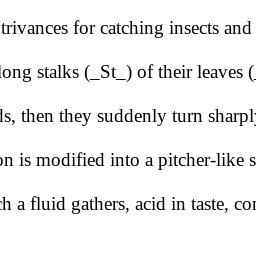 trivances for catching insects and
long stalks (_St_) of their leaves (
ds, then they suddenly turn sharply
on is modified into a pitcher-like s
ch a fluid gathers, acid in taste, con